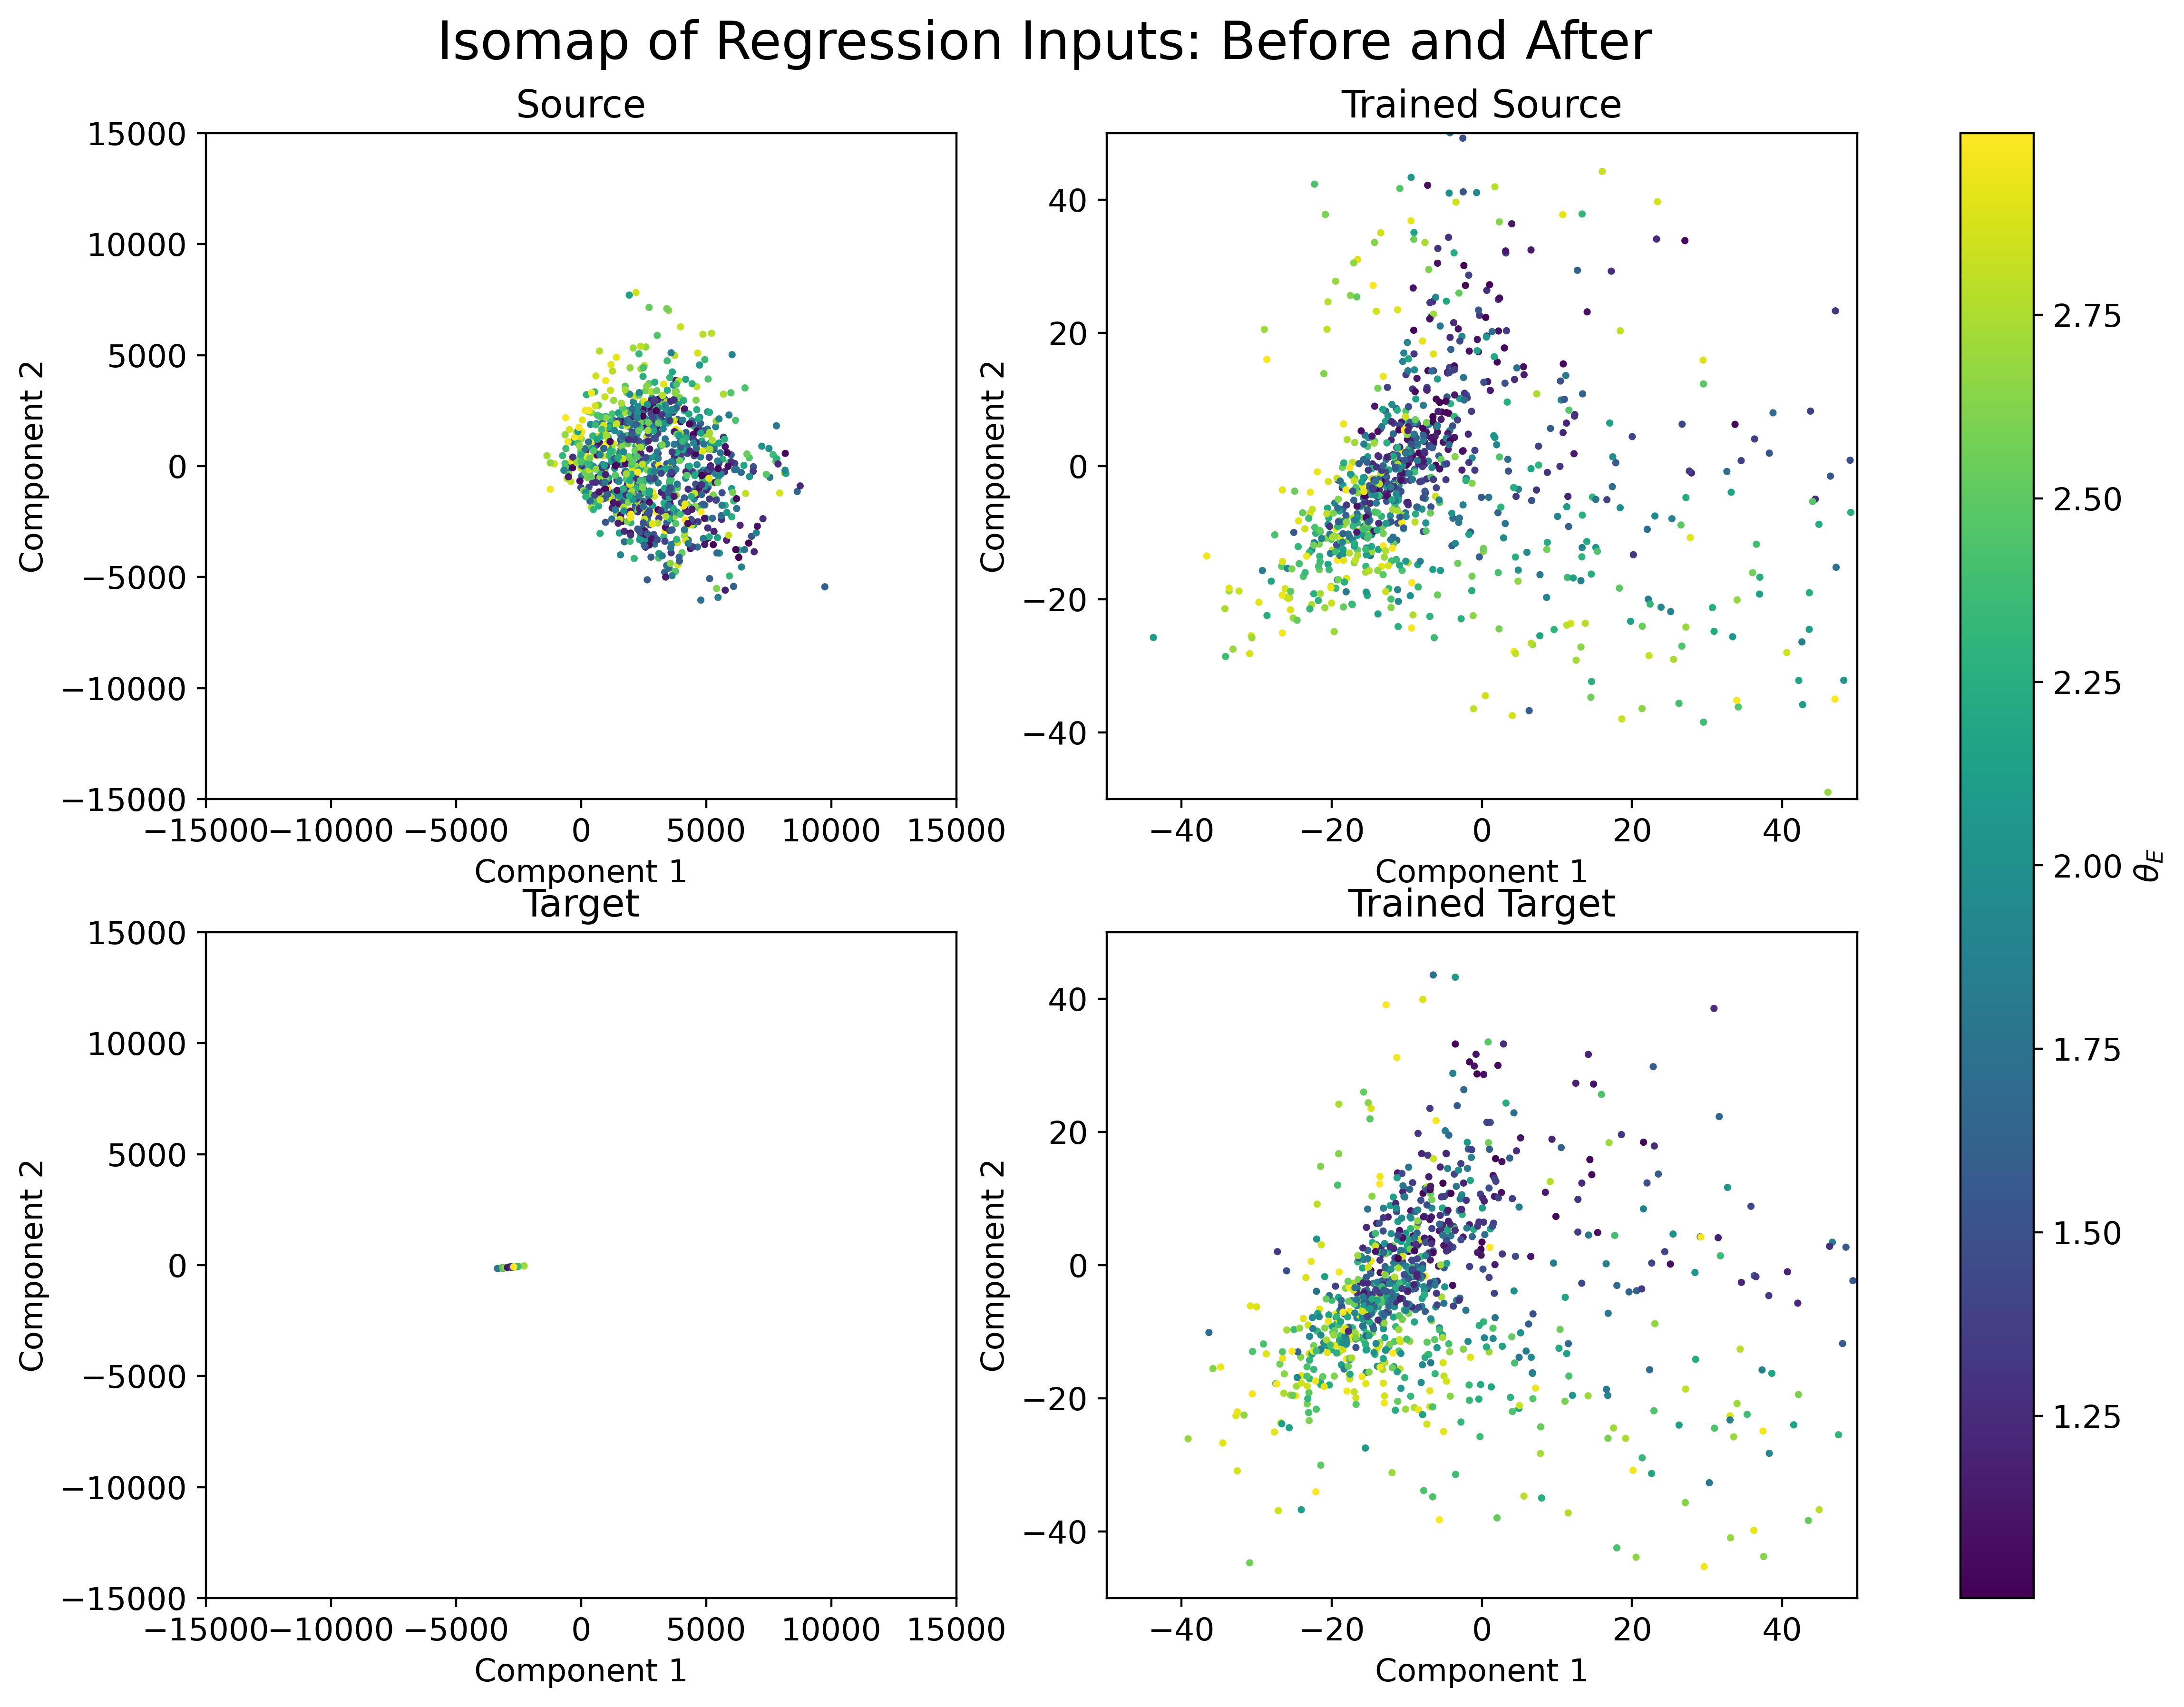 Isomap of Regression Inputs: Before and After
Source
Component 2
15000
10000
5000
0
−5000
−10000
−15000
−15000 −10000 −5000 0 5000 10000 15000
Component 1
Trained Source
Component 2
40
20
0
−20
−40
−40 −20 0 20 40
Component 1
Target
Component 2
15000
10000
5000
0
−5000
−10000
−15000
−15000 −10000 −5000 0 5000 10000 15000
Component 1
Trained Target
Component 2
40
20
0
−20
−40
−40 −20 0 20 40
Component 1
2.75
2.50
2.25
2.00
1.75
1.50
1.25
θ_E